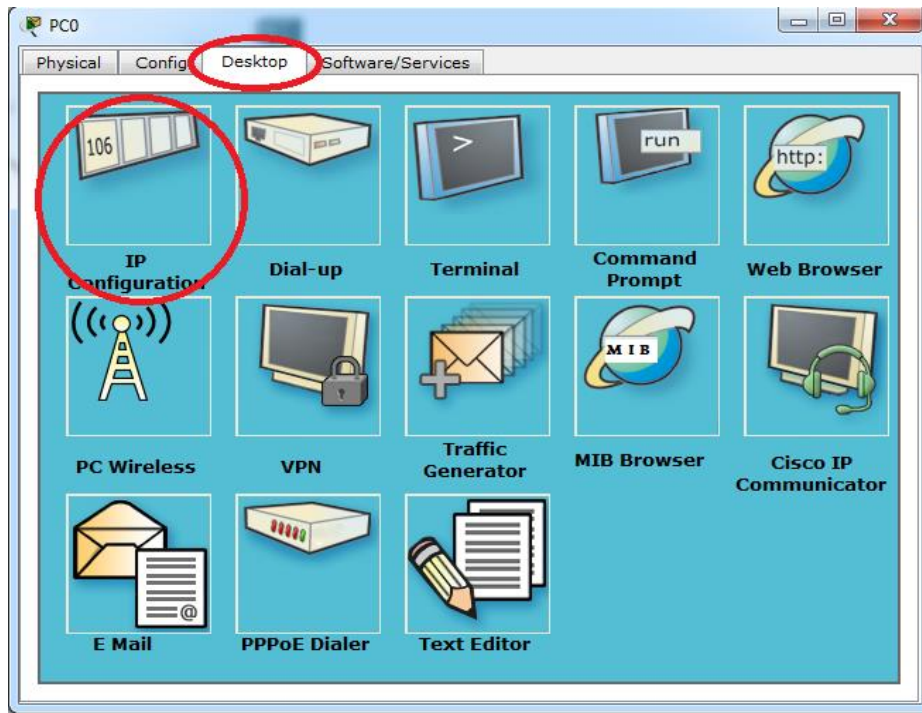 PC0
Physical Config Desktop Software/Services
106
>
run
http:
IP
Configuration
Dial-up
Terminal
Command
Prompt
Web Browser
MIB
PC Wireless
VPN
Traffic
Generator
MIB Browser
Cisco IP
Communicator
@
E Mail
PPPoE Dialer
Text Editor